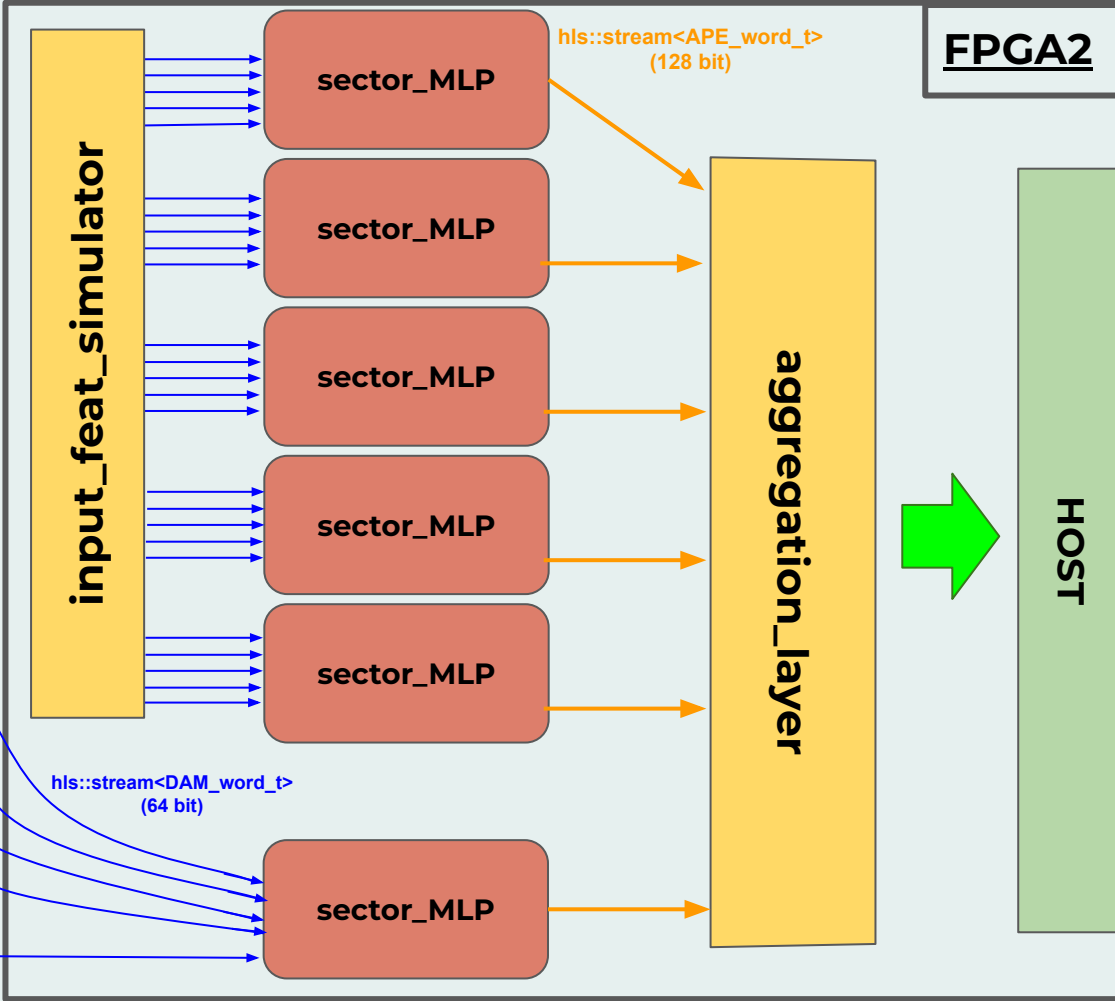 FPGA2
hls::stream<APE_word_t>
(128 bit)
input_feat_simulator
sector_MLP
sector_MLP
sector_MLP
sector_MLP
sector_MLP
aggregation_layer
HOST
hls::stream<DAM_word_t>
(64 bit)
sector_MLP